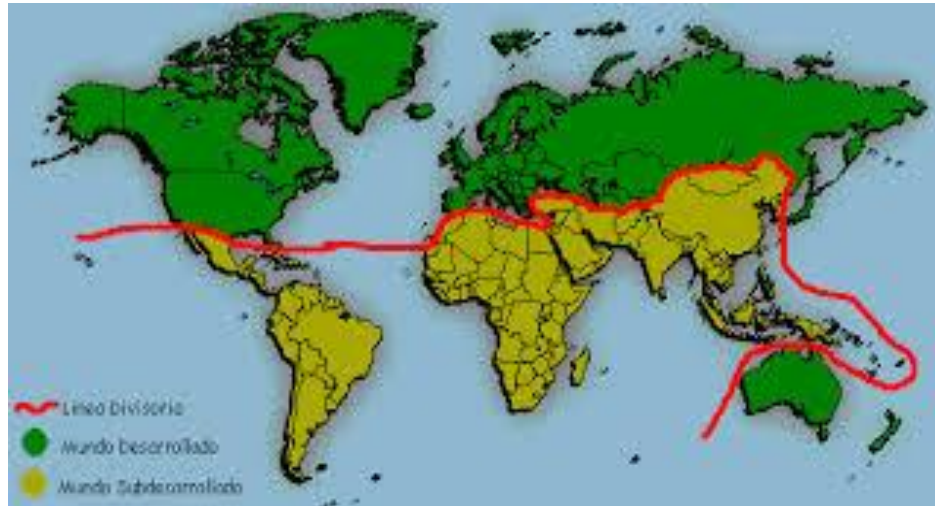 Linea Divisoria
Mundo Desarrollado
Mundo Subdesarrollado